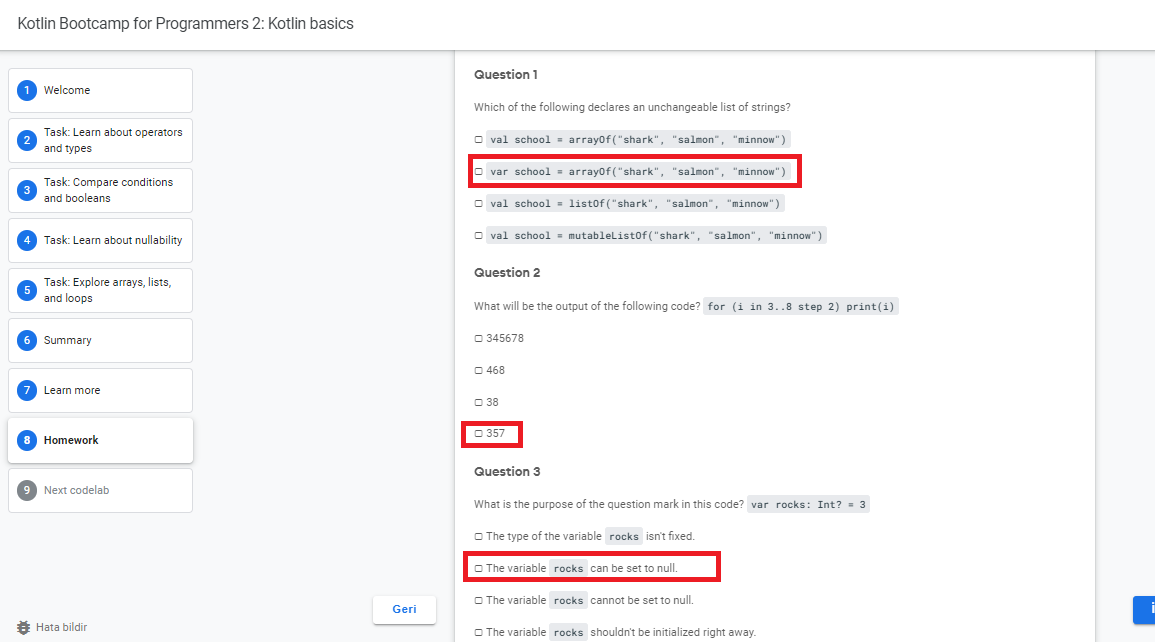 Kotlin Bootcamp for Programmers 2: Kotlin basics
1 Welcome
2 Task: Learn about operators
and types
3 Task: Compare conditions
and booleans
4 Task: Learn about nullability
5 Task: Explore arrays, lists,
and loops
6 Summary
7 Learn more
8 Homework
9 Next codelab
Hata bildir
Question 1
Which of the following declares an unchangeable list of strings?
val school = arrayOf("shark", "salmon", "minnow")
var school = arrayOf("shark", "salmon", "minnow")
val school = listOf("shark", "salmon", "minnow")
val school = mutableListOf("shark", "salmon", "minnow")
Question 2
What will be the output of the following code? for (i in 3..8 step 2) print(i)
345678
468
38
357
Question 3
What is the purpose of the question mark in this code? var rocks: Int? = 3
The type of the variable rocks isn't fixed.
The variable rocks can be set to null.
The variable rocks cannot be set to null.
The variable rocks shouldn't be initialized right away.
Geri